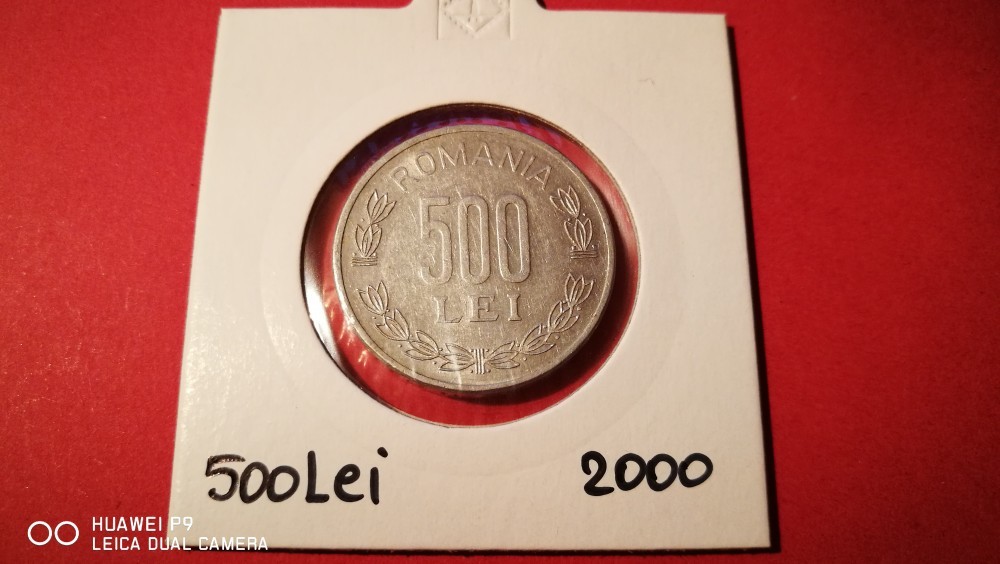 ROMANIA
500
LEI
500Lei
2000
HUAWEI P9
LEICA DUAL CAMERA